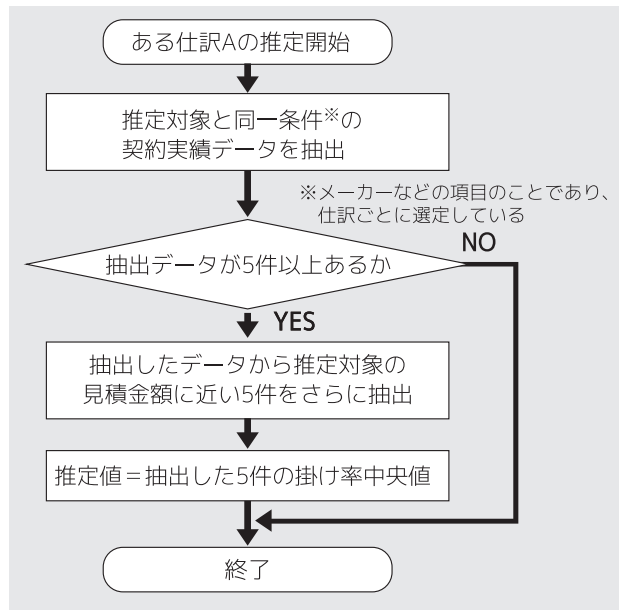 ある仕訳Aの推定開始
推定対象と同一条件※の
契約実績データを抽出
※メーカーなどの項目のことであり、
仕訳ごとに選定している
抽出データが5件以上あるか
NO
YES
抽出したデータから推定対象の
見積金額に近い5件をさらに抽出
推定値=抽出した5件の掛け率中央値
終了